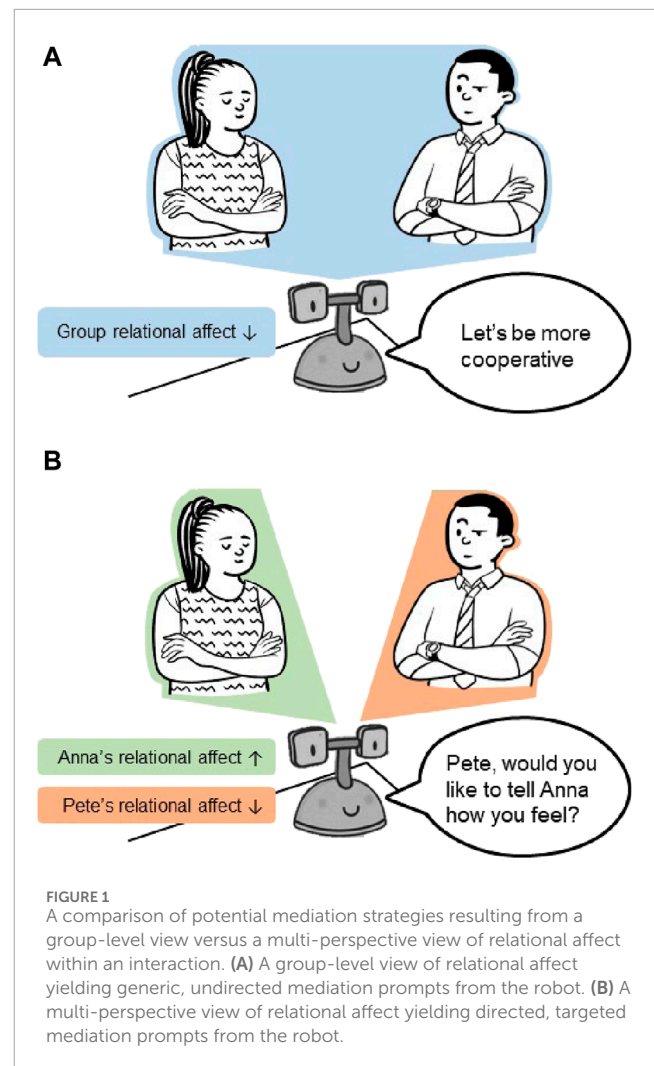 A
Group relational affect ↓
Let's be more
cooperative
B
Anna's relational affect ↑
Pete's relational affect ↓
Pete, would you
like to tell Anna
how you feel?
FIGURE 1
A comparison of potential mediation strategies resulting from a
group-level view versus a multi-perspective view of relational affect
within an interaction. (A) A group-level view of relational affect
yielding generic, undirected mediation prompts from the robot. (B) A
multi-perspective view of relational affect yielding directed, targeted
mediation prompts from the robot.